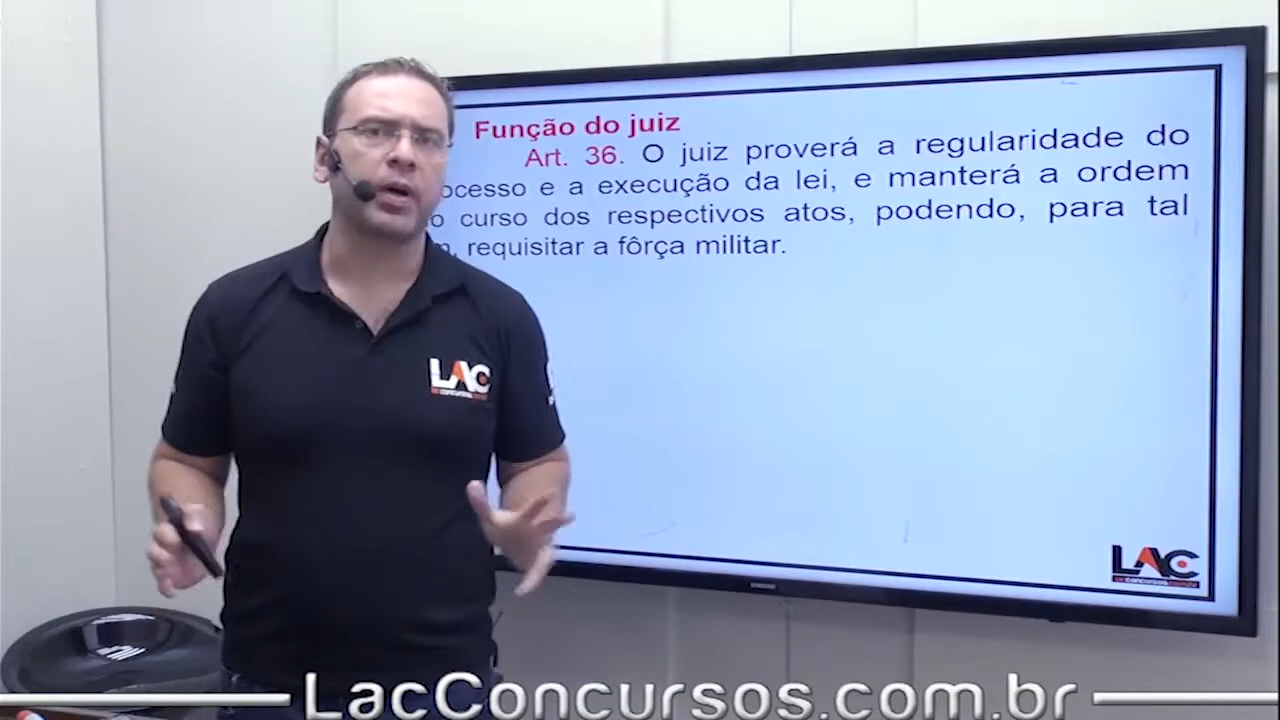 Função do juiz
Art. 36. O juiz proverá a regularidade do
ocesso e a execução da lei, e manterá a ordem
o curso dos respectivos atos, podendo, para tal
, requisitar a fôrça militar.
LAC
LAC
LacConcursos.com.br